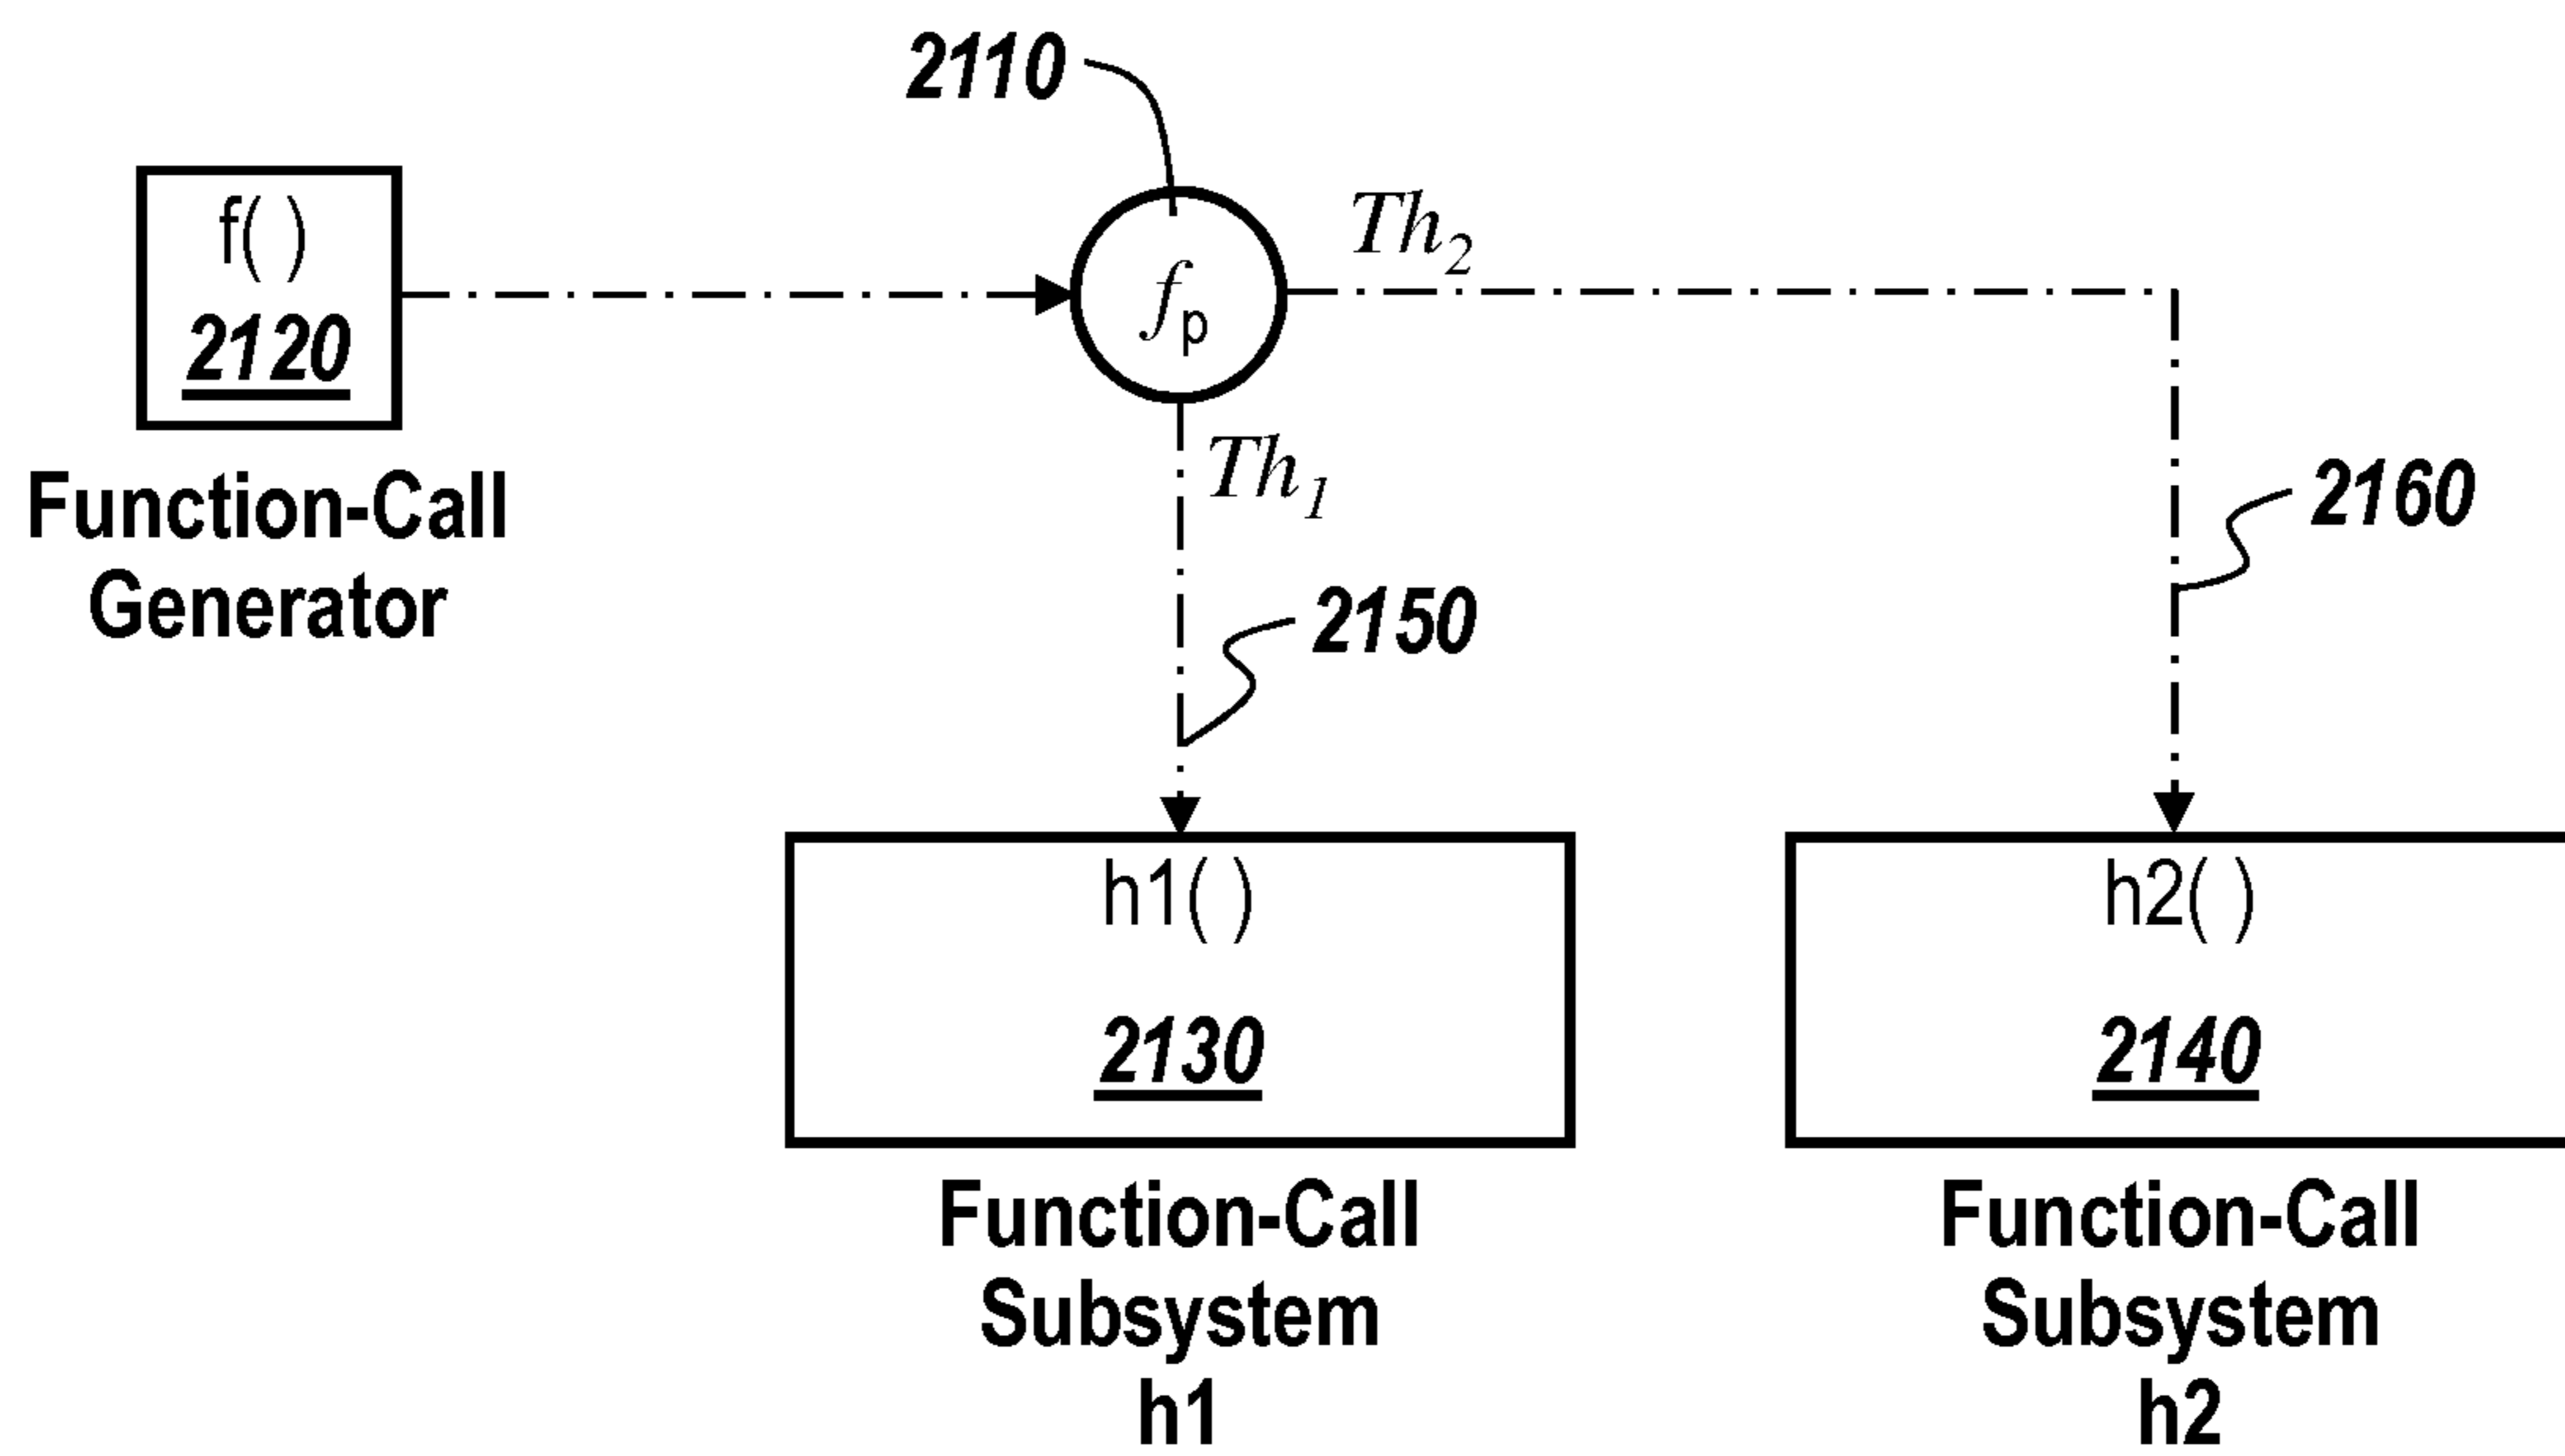 2110
f( )
2120
Function-Call
Generator
fp
Th2
Th1
2160
2150
h1( )
2130
Function-Call
Subsystem
h1
h2( )
2140
Function-Call
Subsystem
h2